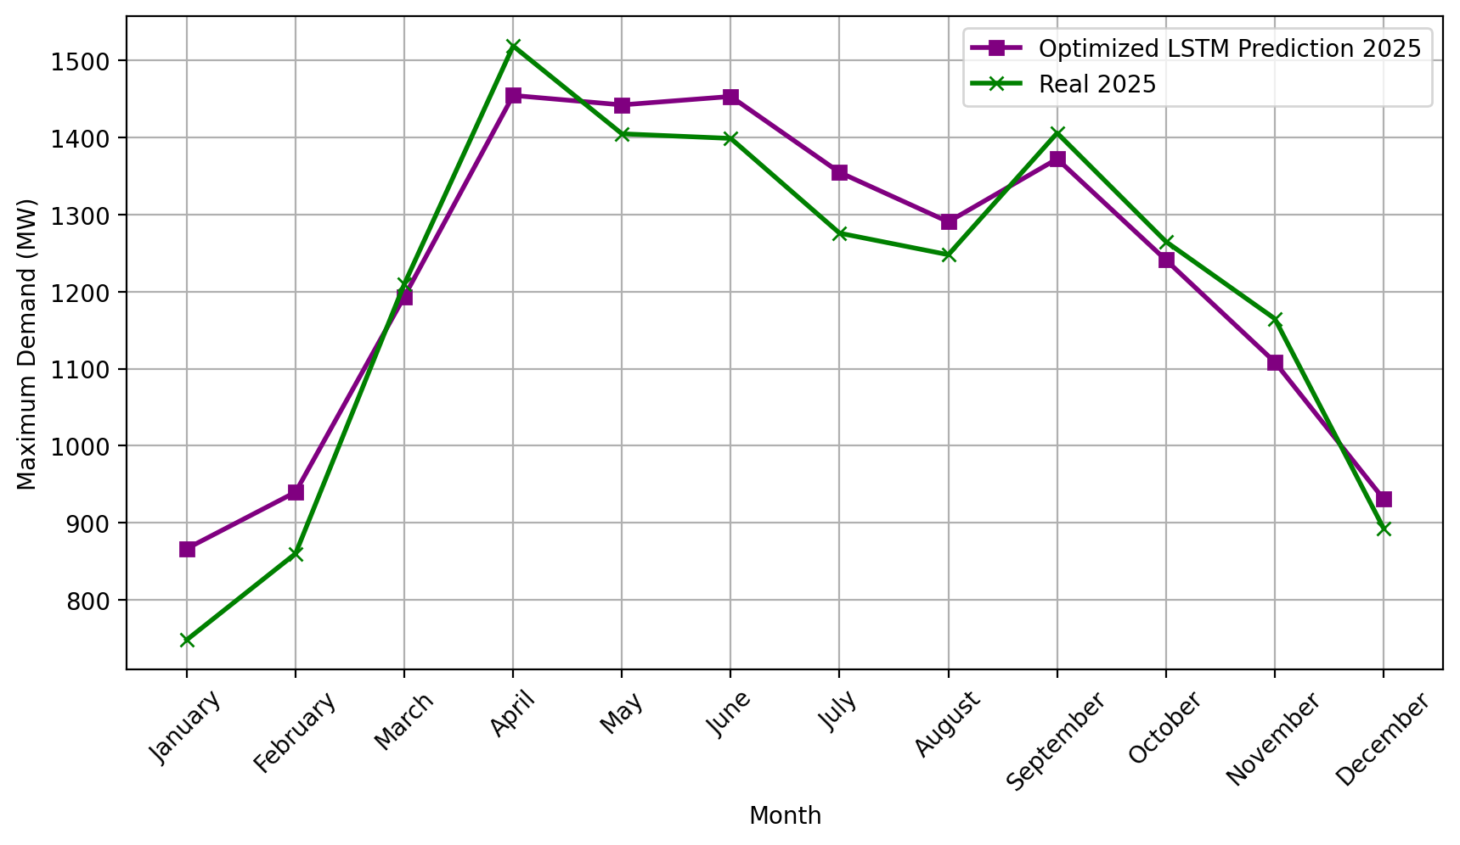 Optimized LSTM Prediction 2025
Real 2025
Maximum Demand (MW)
1500
1400
1300
1200
1100
1000
900
800
January
February
March
April
May
June
July
August
September
October
November
December
Month